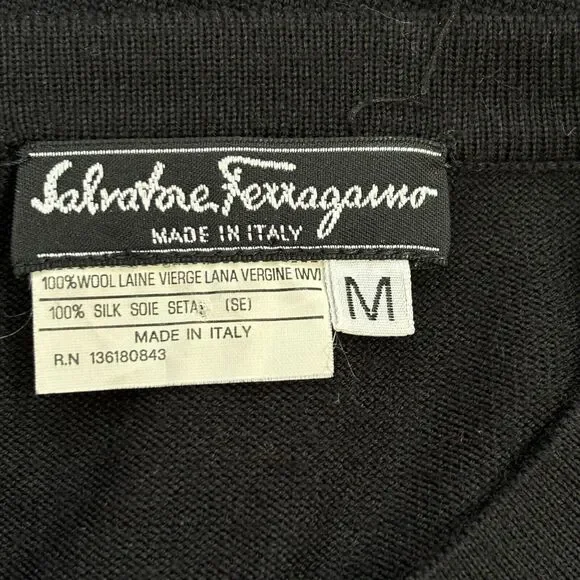 Salvatore Ferragamo
MADE IN ITALY
100% WOOL LAINE VIERGE LANA VERGINE (WV)
100% SILK SOIE SETA (SE)
M
MADE IN ITALY
R.N 136180843